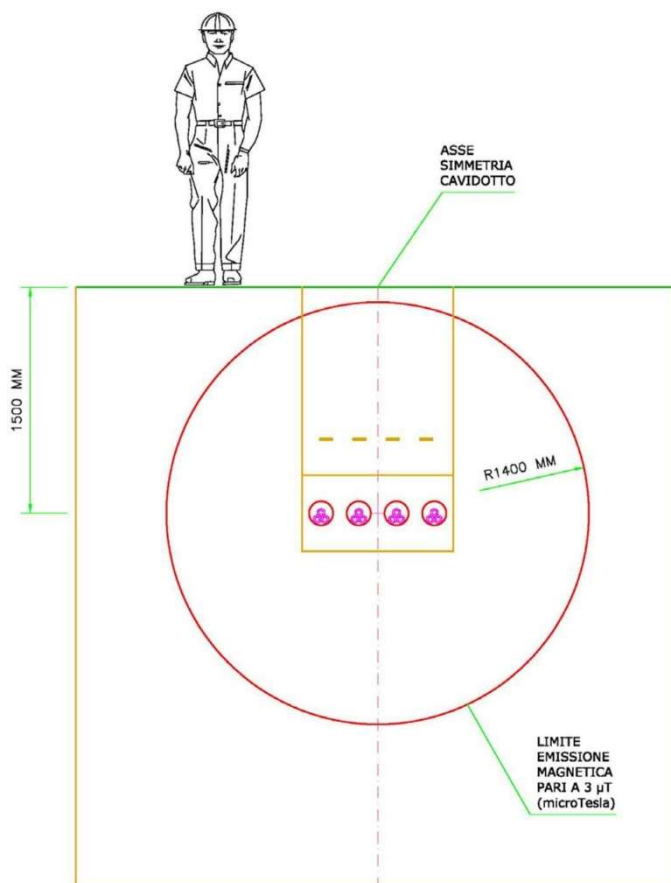 ASSE
SIMMETRIA
CAVIDOTTO
1500 MM
R1400 MM
LIMITE
EMISSIONE
MAGNETICA
PARI A 3 µT
(microTesla)